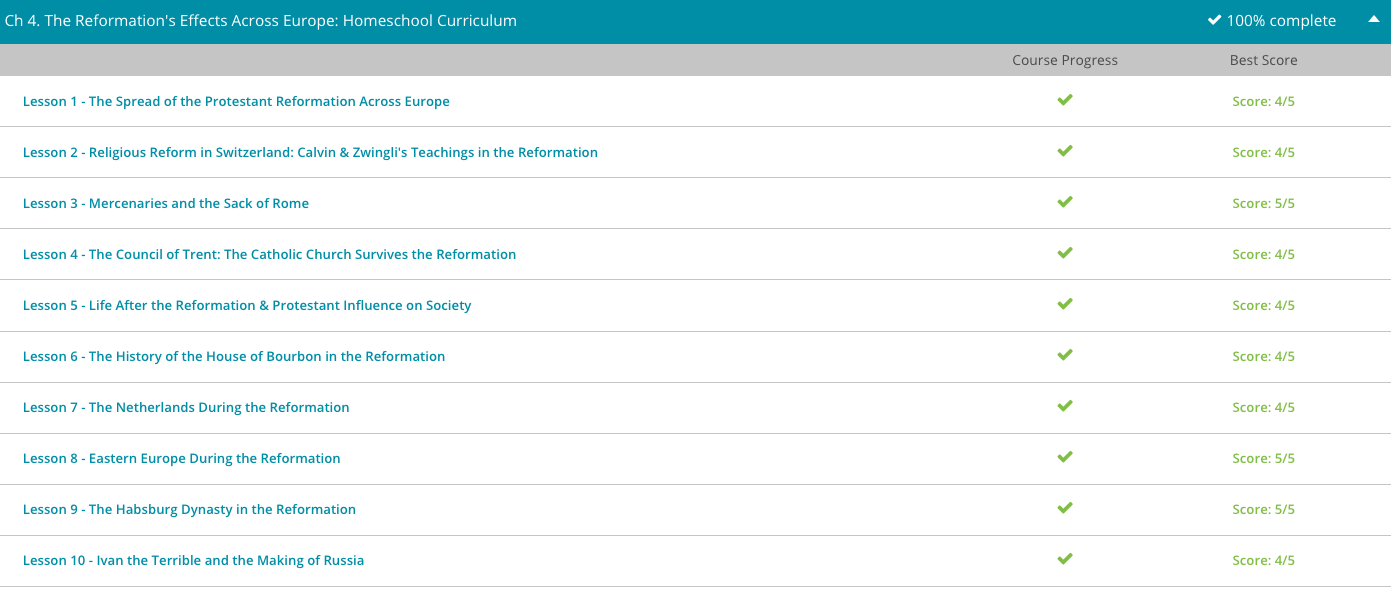 Ch 4. The Reformation's Effects Across Europe: Homeschool Curriculum 100% complete
Course Progress Best Score
Lesson 1 - The Spread of the Protestant Reformation Across Europe Score: 4/5
Lesson 2 - Religious Reform in Switzerland: Calvin & Zwingli's Teachings in the Reformation Score: 4/5
Lesson 3 - Mercenaries and the Sack of Rome Score: 5/5
Lesson 4 - The Council of Trent: The Catholic Church Survives the Reformation Score: 4/5
Lesson 5 - Life After the Reformation & Protestant Influence on Society Score: 4/5
Lesson 6 - The History of the House of Bourbon in the Reformation Score: 4/5
Lesson 7 - The Netherlands During the Reformation Score: 4/5
Lesson 8 - Eastern Europe During the Reformation Score: 5/5
Lesson 9 - The Habsburg Dynasty in the Reformation Score: 5/5
Lesson 10 - Ivan the Terrible and the Making of Russia Score: 4/5